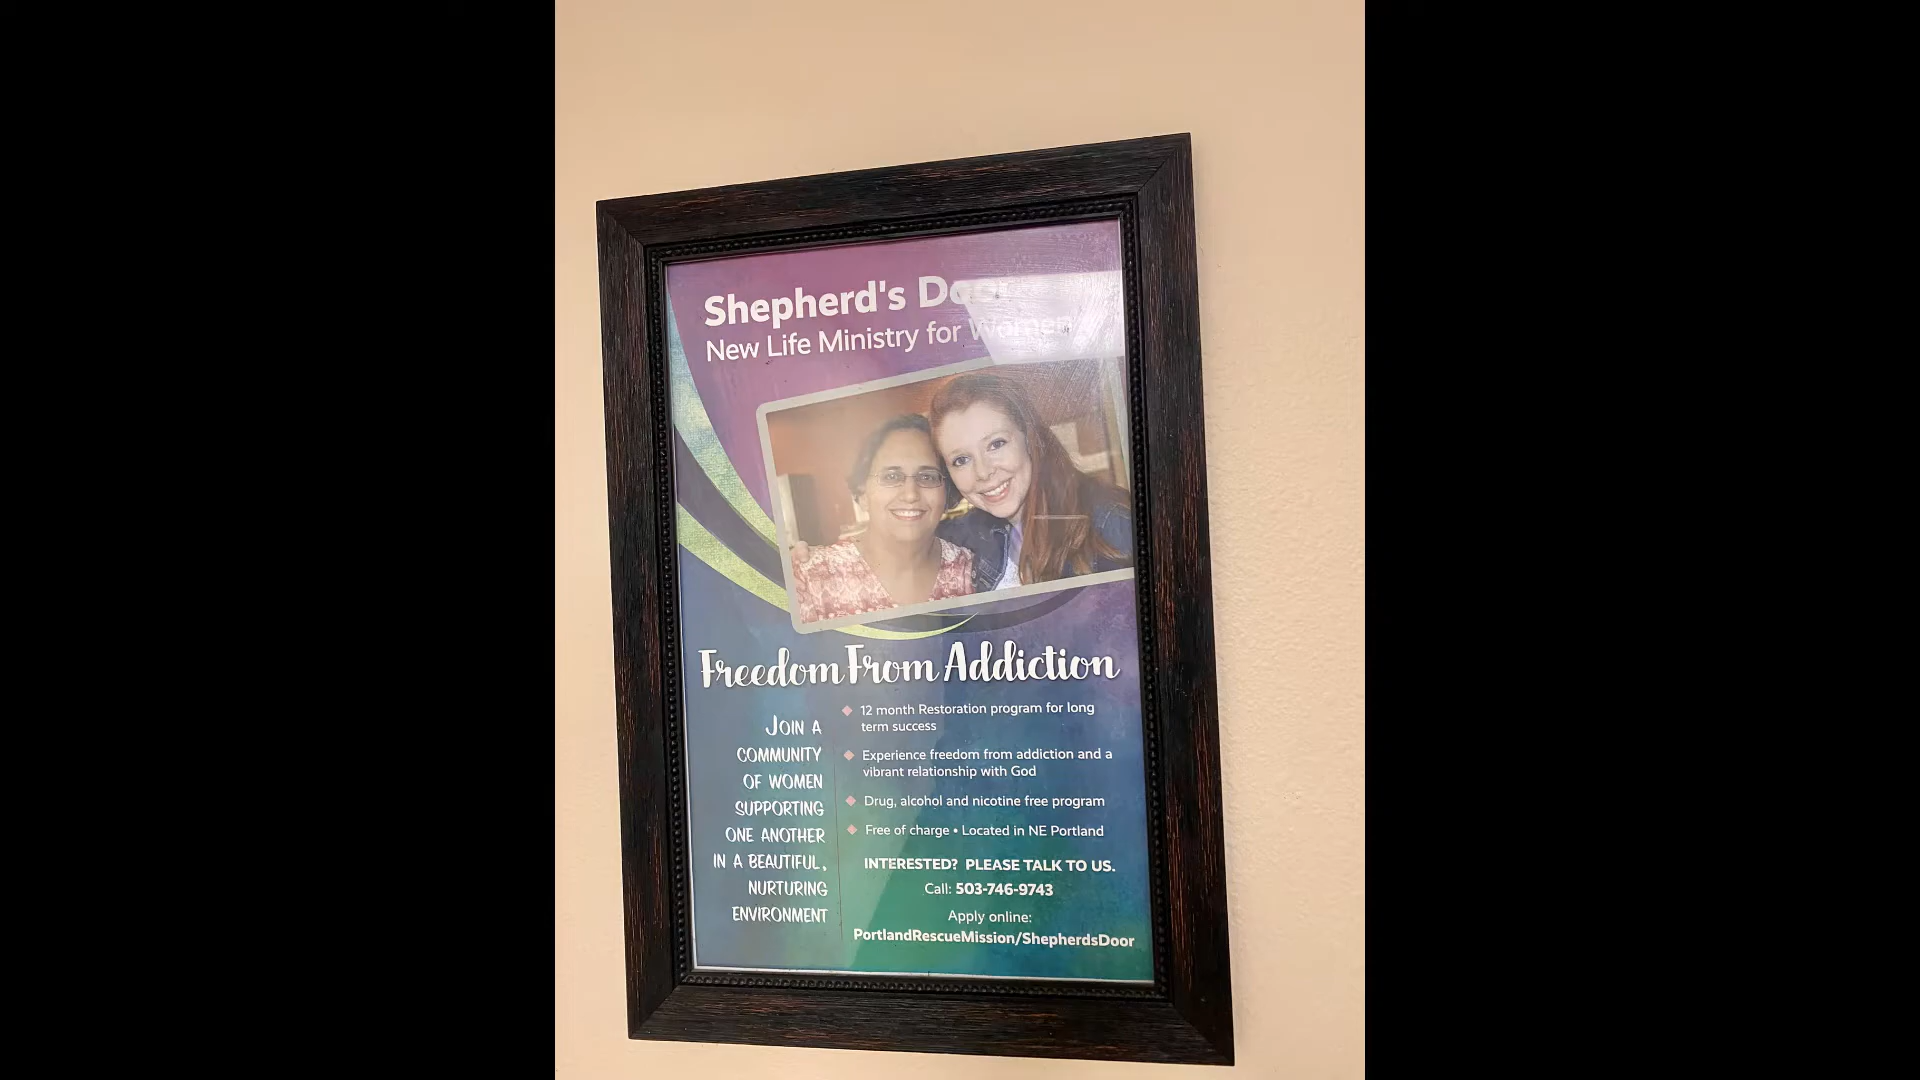 Shepherd's Door
New Life Ministry for Women
Freedom From Addiction
JOIN A
COMMUNITY
OF WOMEN
SUPPORTING
ONE ANOTHER
IN A BEAUTIFUL,
NURTURING
ENVIRONMENT
◆ 12 month Restoration program for long
term success
◆ Experience freedom from addiction and a
vibrant relationship with God
◆ Drug, alcohol and nicotine free program
◆ Free of charge • Located in NE Portland
INTERESTED? PLEASE TALK TO US.
Call: 503-746-9743
Apply online:
PortlandRescueMission/ShepherdsDoor